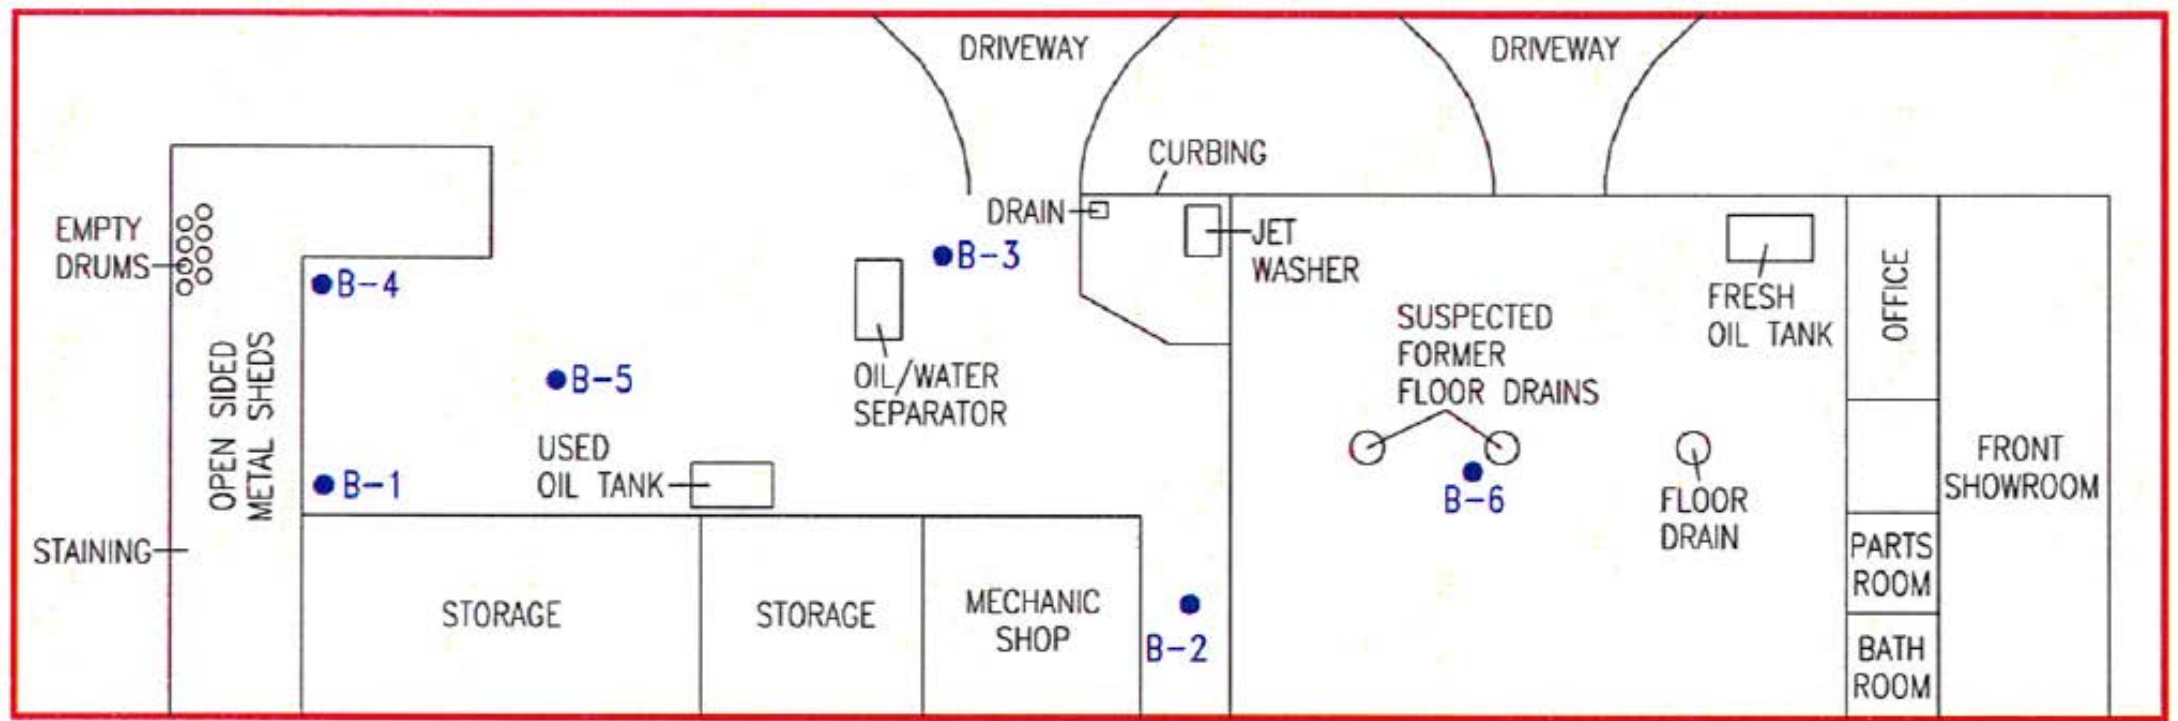 DRIVEWAY
DRIVEWAY
CURBING
EMPTY
DRUMS
DRAIN
JET
WASHER
B-3
B-4
OPEN SIDED
METAL SHEDS
B-5
OIL/WATER
SEPARATOR
SUSPECTED
FORMER
FLOOR DRAINS
FRESH
OIL TANK
OFFICE
USED
OIL TANK
B-1
B-6
FLOOR
DRAIN
FRONT
SHOWROOM
STAINING
STORAGE
STORAGE
MECHANIC
SHOP
B-2
PARTS
ROOM
BATH
ROOM